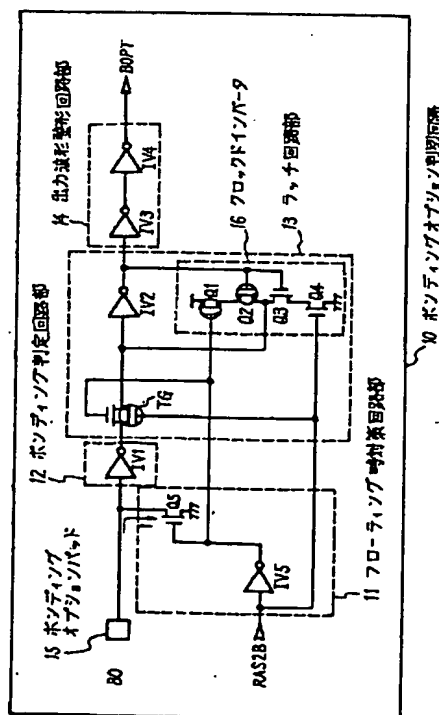 15 ボンディング
オプションパッド
BO
12 ボンディング判定回路部
IV1
TG
IV2
14 出力波形整形回路部
IV3
IV4
BOPT
16 クロックドインバータ
13 ラッチ回路部
Q1
Q2
Q3
Q4
Q5
IV5
RAS2B
11 フローティング時対策回路部
10 ボンディングオプション判定回路